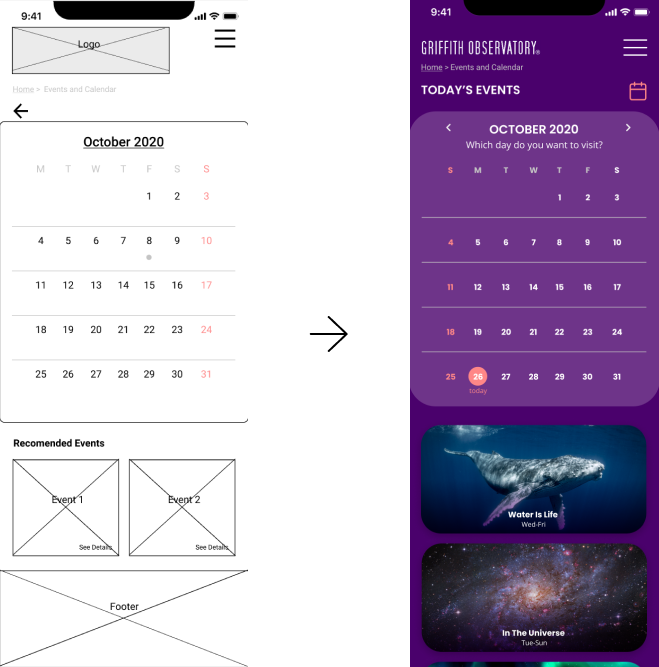 9:41
Logo
Home > Events and Calendar
October 2020
M T W T F S S
1 2 3
4 5 6 7 8 9 10
11 12 13 14 15 16 17
18 19 20 21 22 23 24
25 26 27 28 29 30 31
Recomended Events
Event 1
See Details
Event 2
See Details
Footer
9:41
GRIFFITH OBSERVATORY®
Home > Events and Calendar
TODAY'S EVENTS
OCTOBER 2020
Which day do you want to visit?
S M T W T F S
1 2 3
4 5 6 7 8 9 10
11 12 13 14 15 16 17
18 19 20 21 22 23 24
25 26 27 28 29 30 31
today
Water Is Life
Wed-Fri
In The Universe
Tue-Sun